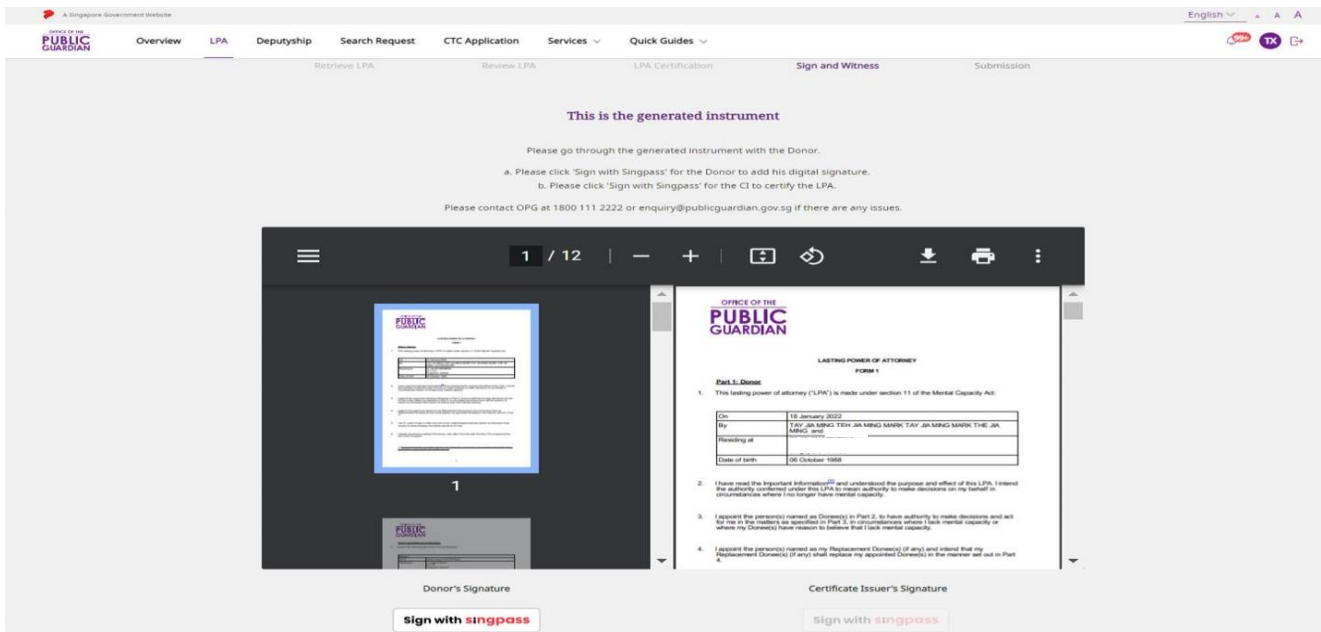 A Singapore Government Website
English
A A A
OFFICE OF THE
PUBLIC
GUARDIAN
Overview LPA Deputyship Search Request CTC Application Services Quick Guides
99+ TX
Retrieve LPA Review LPA LPA Certification Sign and Witness Submission
This is the generated instrument
Please go through the generated instrument with the Donor.
a. Please click 'Sign with Singpass' for the Donor to add his digital signature.
b. Please click 'Sign with Singpass' for the CI to certify the LPA.
Please contact OPG at 1800 111 2222 or enquiry@publicguardian.gov.sg if there are any issues.
1 / 12
PUBLIC
GUARDIAN
1
PUBLIC
OFFICE OF THE
PUBLIC
GUARDIAN
LASTING POWER OF ATTORNEY
FORM 1
Part 1: Donor
1. This lasting power of attorney ("LPA") is made under section 11 of the Mental Capacity Act:
On 18 January 2022
By TAY JIA MING TEH JIA MING MARK TAY JIA MING MARK THE JIA
MING and
Residing at
Date of birth 06 October 1988
2. I have read the Important Information and understood the purpose and effect of this LPA. I intend
the authority conferred under this LPA to mean authority to make decisions on my behalf in
circumstances where I no longer have mental capacity.
3. I appoint the person(s) named as Donee(s) in Part 2, to have authority to make decisions and act
for me in the matters as specified in Part 3, in circumstances where I lack mental capacity or
where my Donee(s) have reason to believe that I lack mental capacity.
4. I appoint the person(s) named as my Replacement Donee(s) (if any) and intend that my
Replacement Donee(s) (if any) shall replace my appointed Donee(s) in the manner set out in Part
4.
Donor's Signature Certificate Issuer's Signature
Sign with singpass Sign with singpass